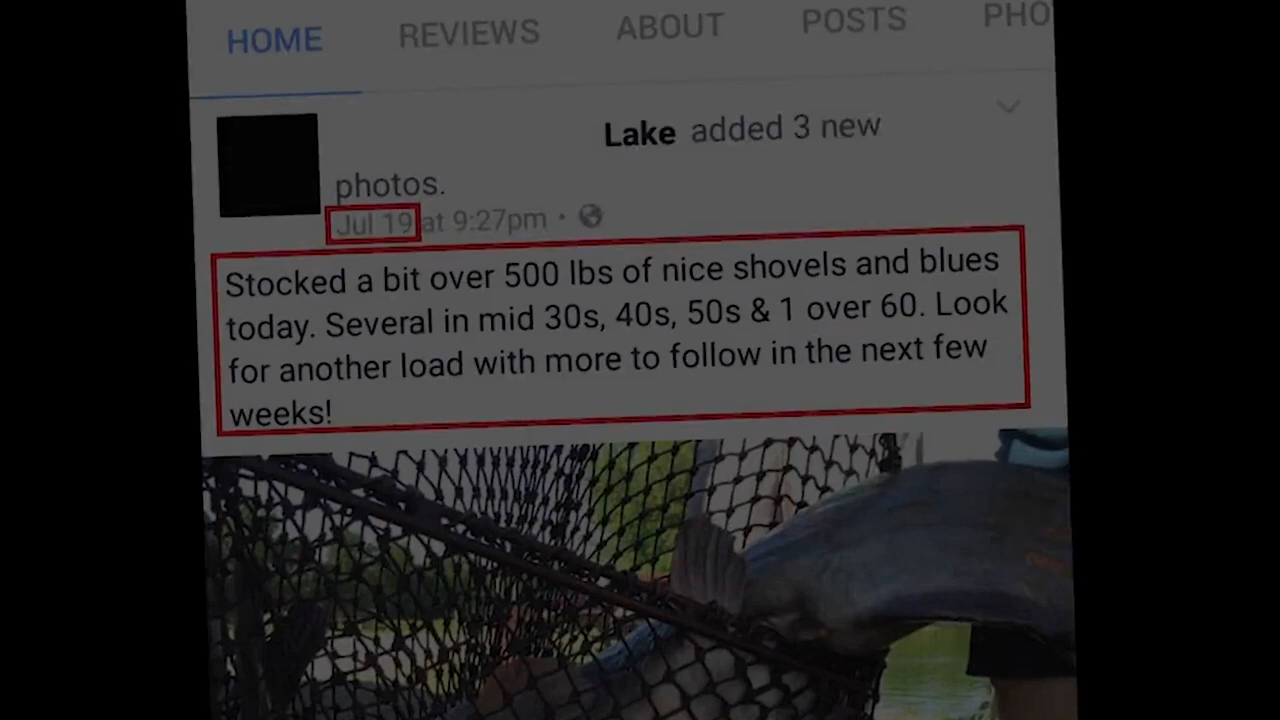 HOME REVIEWS ABOUT POSTS PHO
Lake added 3 new
photos.
Jul 19 at 9:27pm ·
Stocked a bit over 500 lbs of nice shovels and blues
today. Several in mid 30s, 40s, 50s & 1 over 60. Look
for another load with more to follow in the next few
weeks!